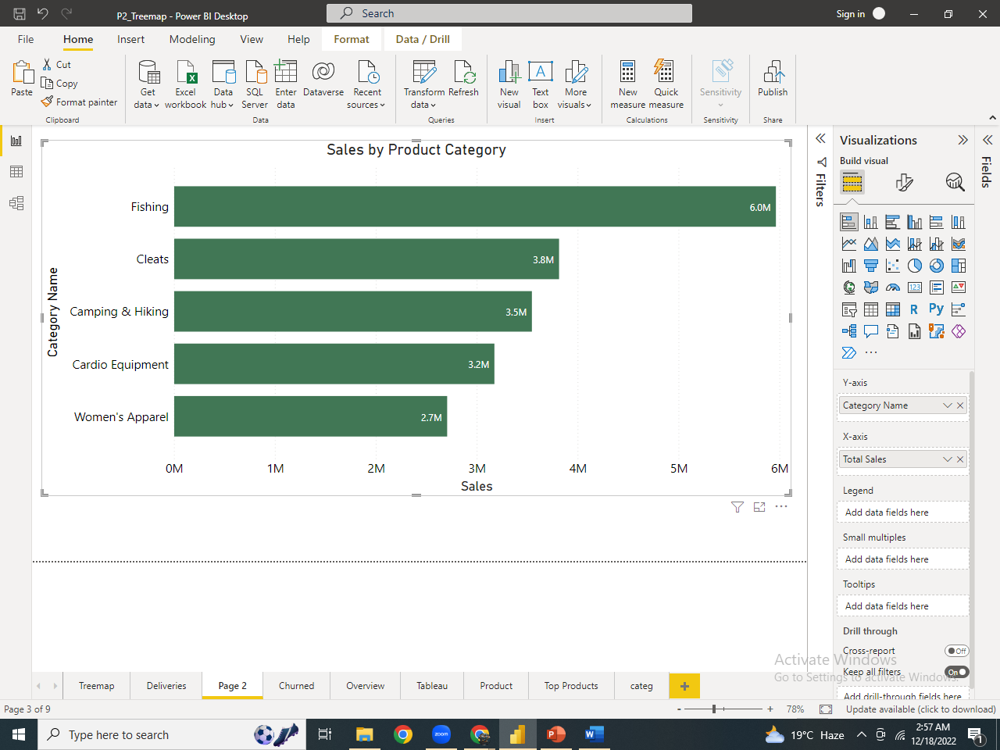 P2_Treemap - Power BI Desktop
Search
Sign in
File Home Insert Modeling View Help Format Data / Drill
Paste
Cut
Copy
Format painter
Clipboard
Get data
Excel workbook
Data hub
SQL Server
Enter data
Dataverse
Recent sources
Data
Transform data
Refresh
Queries
New visual
Text box
More visuals
Insert
New measure
Quick measure
Calculations
Sensitivity
Sensitivity
Publish
Share
Sales by Product Category
Category Name
Fishing 6.0M
Cleats 3.8M
Camping & Hiking 3.5M
Cardio Equipment 3.2M
Women's Apparel 2.7M
0M 1M 2M 3M 4M 5M 6M
Sales
Filters
Visualizations
Build visual
Fields
123
R Py
Y-axis
Category Name
X-axis
Total Sales
Legend
Add data fields here
Small multiples
Add data fields here
Tooltips
Add data fields here
Drill through
Cross-report Off
Keep all filters On
Add drill-through fields here
Activate Windows
Go to Settings to activate Windows.
Treemap Deliveries Page 2 Churned Overview Tableau Product Top Products categ +
Page 3 of 9
- + 78%
Update available (click to download)
Type here to search
zoom
19°C Haze
2:57 AM
12/18/2022
1